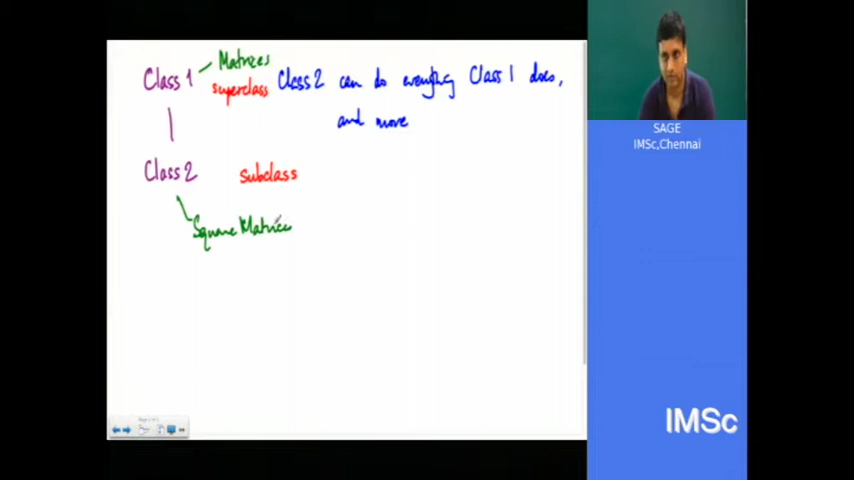 Matrices
Class 1
superclass
Class 2 can do everything Class 1 does,
and more
Class 2
subclass
Square Matrices
SAGE
IMSc,Chennai
IMSc